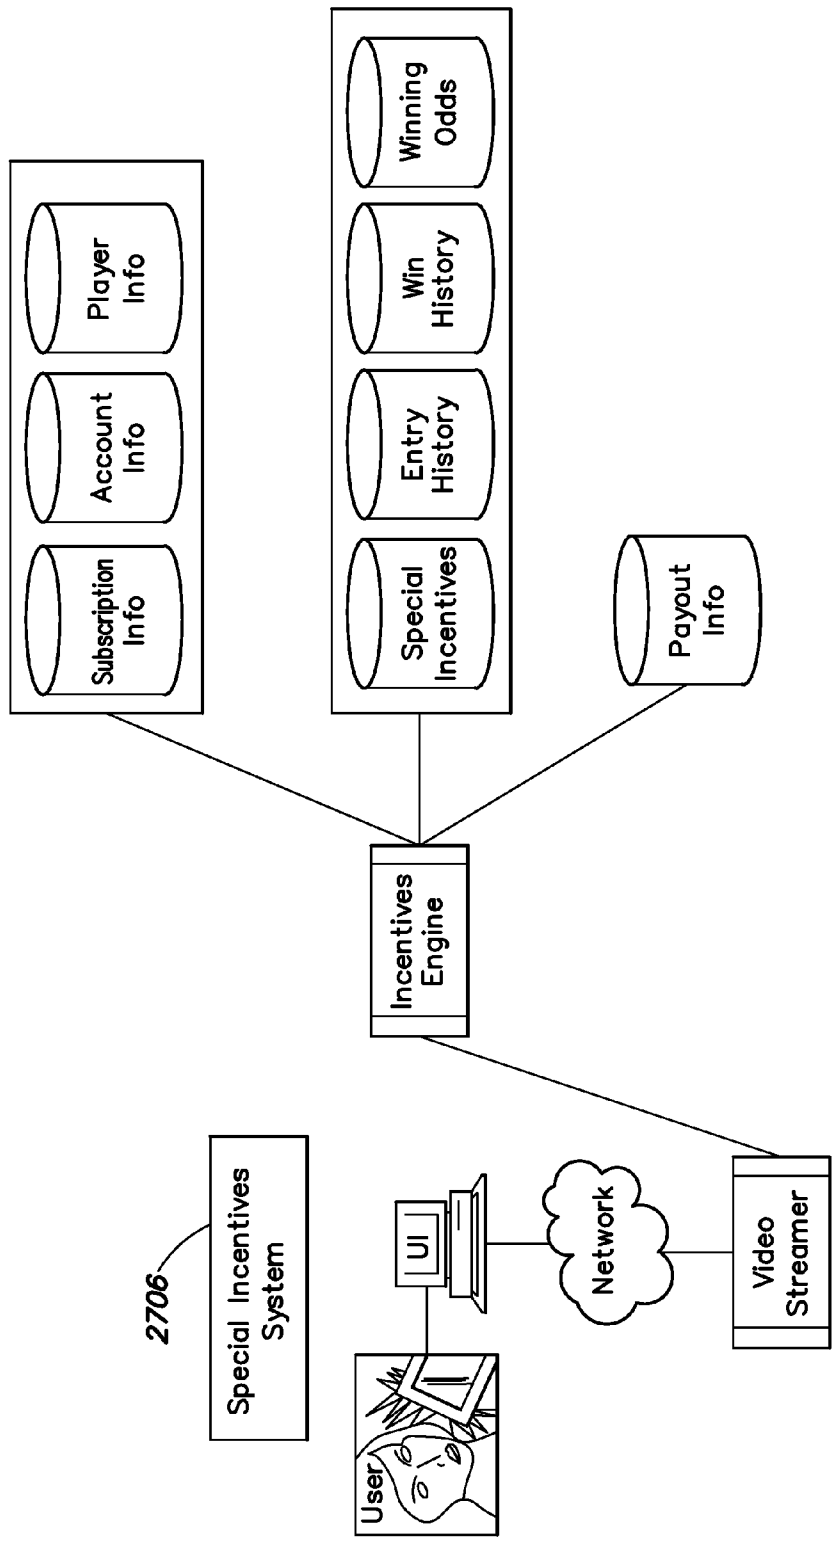 2706
Special Incentives
System
User
UI
Network
Video
Streamer
Incentives
Engine
Subscription
Info
Account
Info
Player
Info
Special
Incentives
Entry
History
Win
History
Winning
Odds
Payout
Info